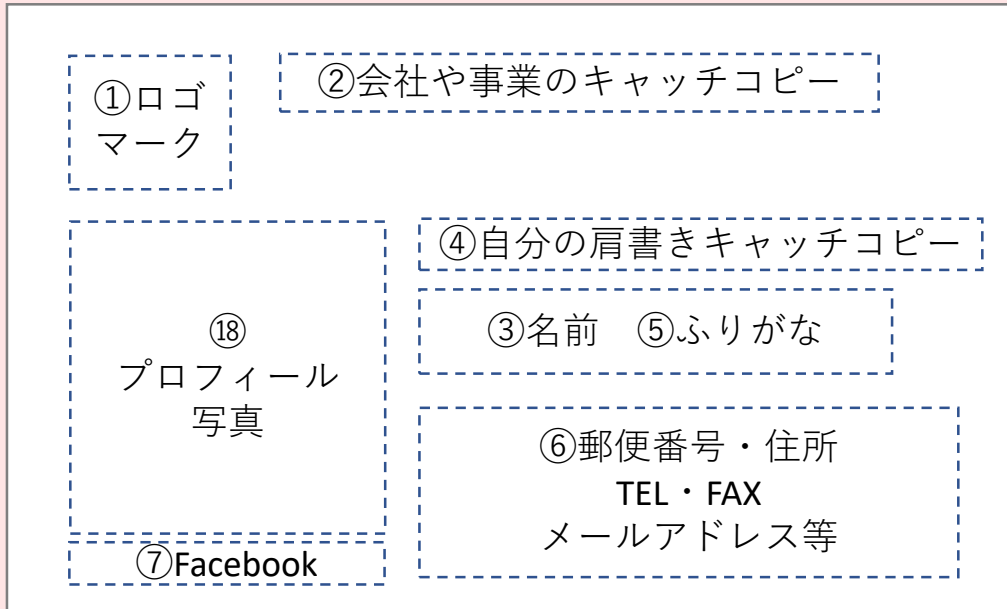 ①ロゴ
マーク
②会社や事業のキャッチコピー
④自分の肩書きキャッチコピー
③名前　⑤ふりがな
⑱
プロフィール
写真
⑥郵便番号・住所
TEL・FAX
メールアドレス等
⑦Facebook